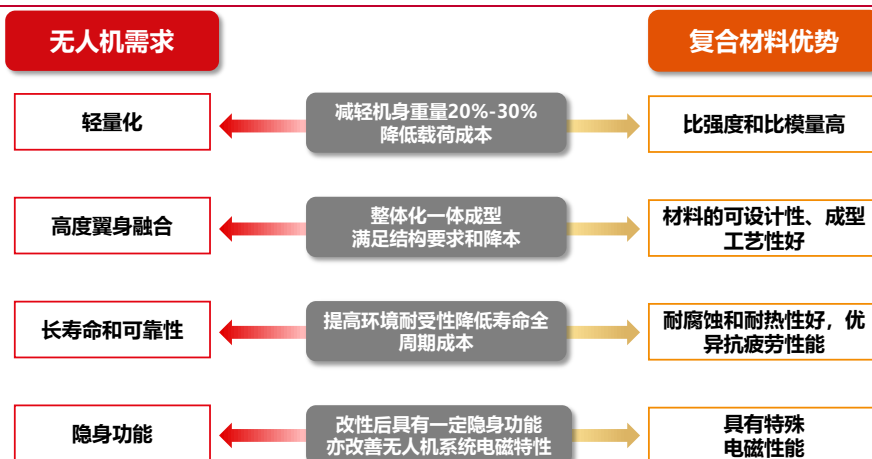 无人机需求
复合材料优势
轻量化
减轻机身重量20%-30%
降低载荷成本
比强度和比模量高
高度翼身融合
整体化一体成型
满足结构要求和降本
材料的可设计性、成型
工艺性好
长寿命和可靠性
提高环境耐受性降低寿命全
周期成本
耐腐蚀和耐热性好，优
异抗疲劳性能
隐身功能
改性后具有一定隐身功能
亦改善无人机系统电磁特性
具有特殊
电磁性能